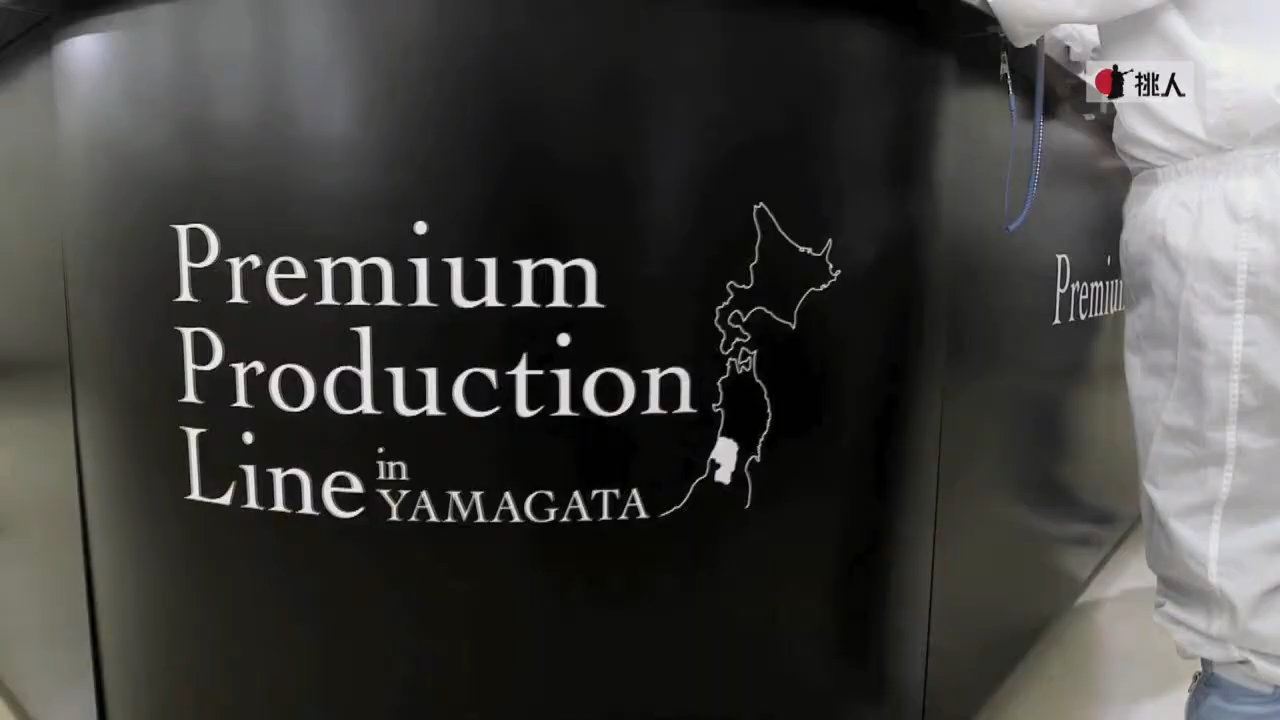 挑人
Premium
Production
Line in YAMAGATA
Premiu